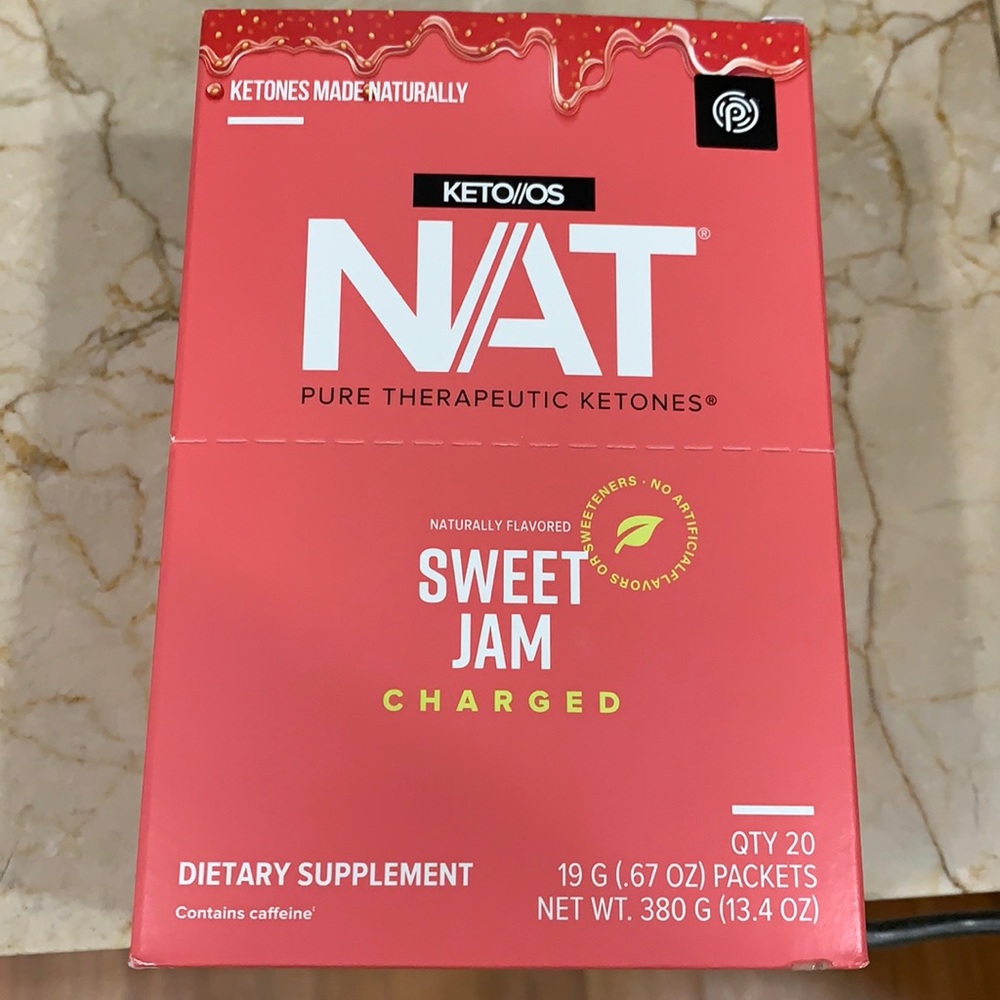 KETONES MADE NATURALLY
P
KETO//OS
NAT®
PURE THERAPEUTIC KETONES®
NATURALLY FLAVORED
SWEET
JAM
CHARGED
NO ARTIFICIAL FLAVORS OR SWEETENERS ·
QTY 20
19 G (.67 OZ) PACKETS
NET WT. 380 G (13.4 OZ)
DIETARY SUPPLEMENT
Contains caffeine